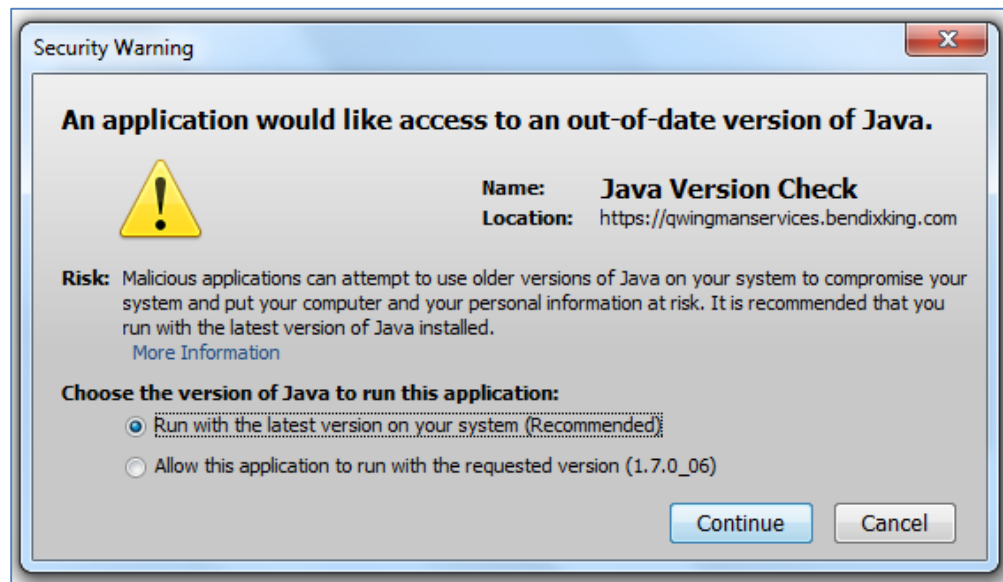 Security Warning
An application would like access to an out-of-date version of Java.
Name: Java Version Check
Location: https://qwingmanservices.bendixking.com
Risk: Malicious applications can attempt to use older versions of Java on your system to compromise your
system and put your computer and your personal information at risk. It is recommended that you
run with the latest version of Java installed.
More Information
Choose the version of Java to run this application:
Run with the latest version on your system (Recommended)
Allow this application to run with the requested version (1.7.0_06)
Continue Cancel